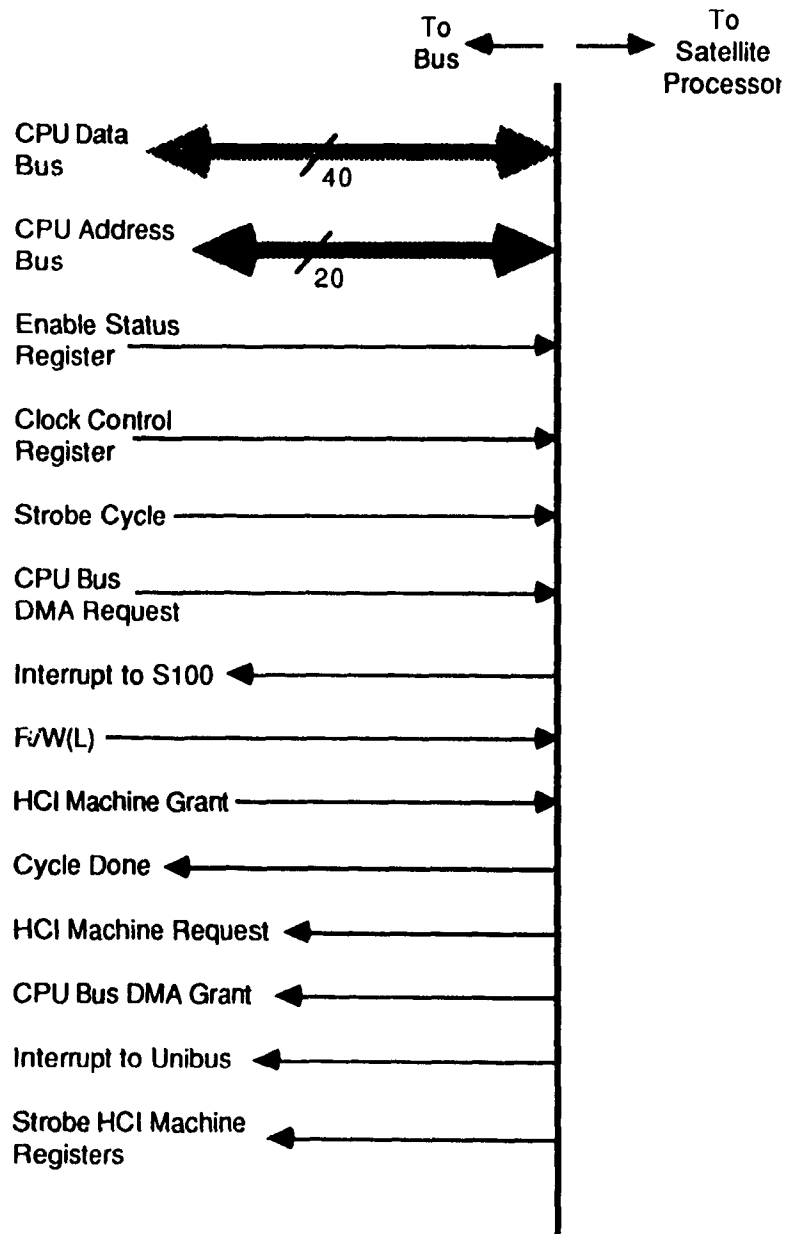 To
Bus
To
Satellite
Processor
CPU Data
Bus
40
CPU Address
Bus
20
Enable Status
Register
Clock Control
Register
Strobe Cycle
CPU Bus
DMA Request
Interrupt to S100
R/W(L)
HCI Machine Grant
Cycle Done
HCI Machine Request
CPU Bus DMA Grant
Interrupt to Unibus
Strobe HCI Machine
Registers